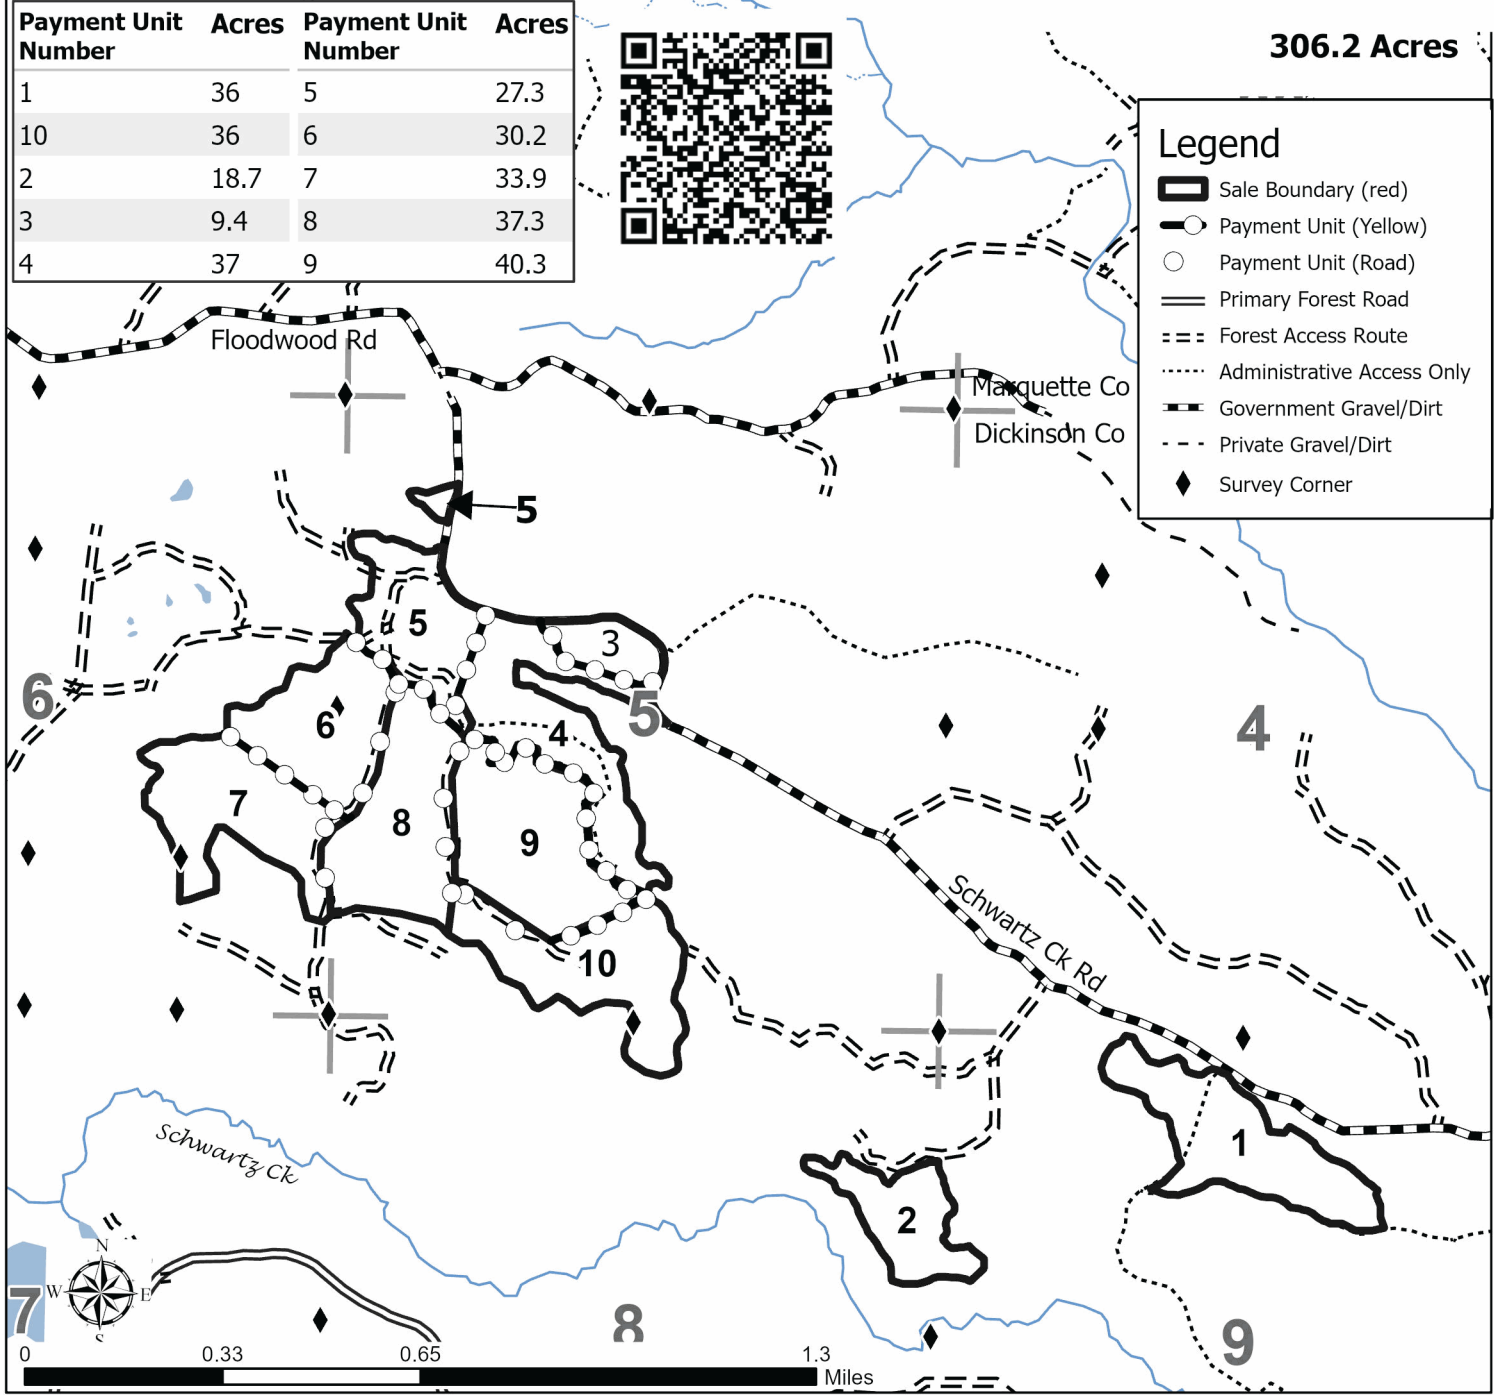 Payment Unit Number Acres Payment Unit Number Acres
1 36 5 27.3
10 36 6 30.2
2 18.7 7 33.9
3 9.4 8 37.3
4 37 9 40.3
306.2 Acres
Legend
Sale Boundary (red)
Payment Unit (Yellow)
Payment Unit (Road)
Primary Forest Road
Forest Access Route
Administrative Access Only
Government Gravel/Dirt
Private Gravel/Dirt
Survey Corner
Floodwood Rd
Marquette Co
Dickinson Co
5
5
3
6
6
5
4
4
7
8
9
10
Schwartz Ck Rd
1
Schwartz Ck
2
N
W E
S
7
8
9
0 0.33 0.65 1.3
Miles